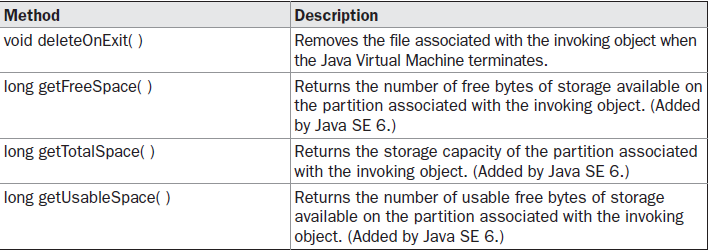 Method Description
void deleteOnExit( ) Removes the file associated with the invoking object when
the Java Virtual Machine terminates.
long getFreeSpace( ) Returns the number of free bytes of storage available on
the partition associated with the invoking object. (Added
by Java SE 6.)
long getTotalSpace( ) Returns the storage capacity of the partition associated
with the invoking object. (Added by Java SE 6.)
long getUsableSpace( ) Returns the number of usable free bytes of storage
available on the partition associated with the invoking
object. (Added by Java SE 6.)